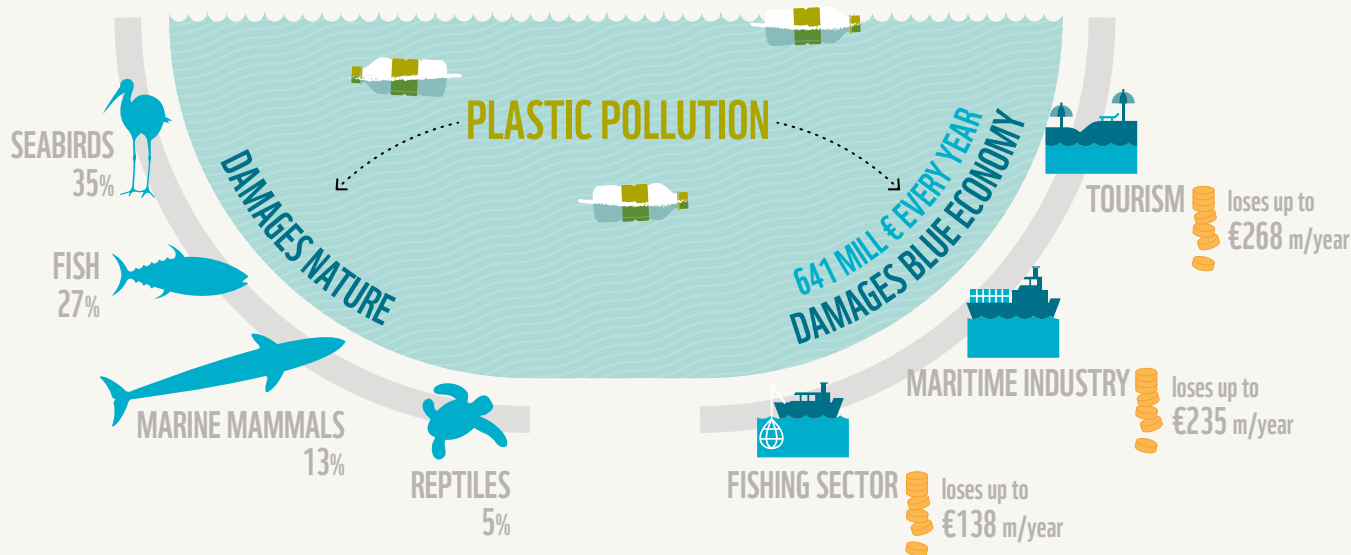 PLASTIC POLLUTION
DAMAGES NATURE
SEABIRDS
35%
FISH
27%
MARINE MAMMALS
13%
REPTILES
5%
641 MILL € EVERY YEAR
DAMAGES BLUE ECONOMY
TOURISM
loses up to
€268 m/year
MARITIME INDUSTRY
loses up to
€235 m/year
FISHING SECTOR
loses up to
€138 m/year